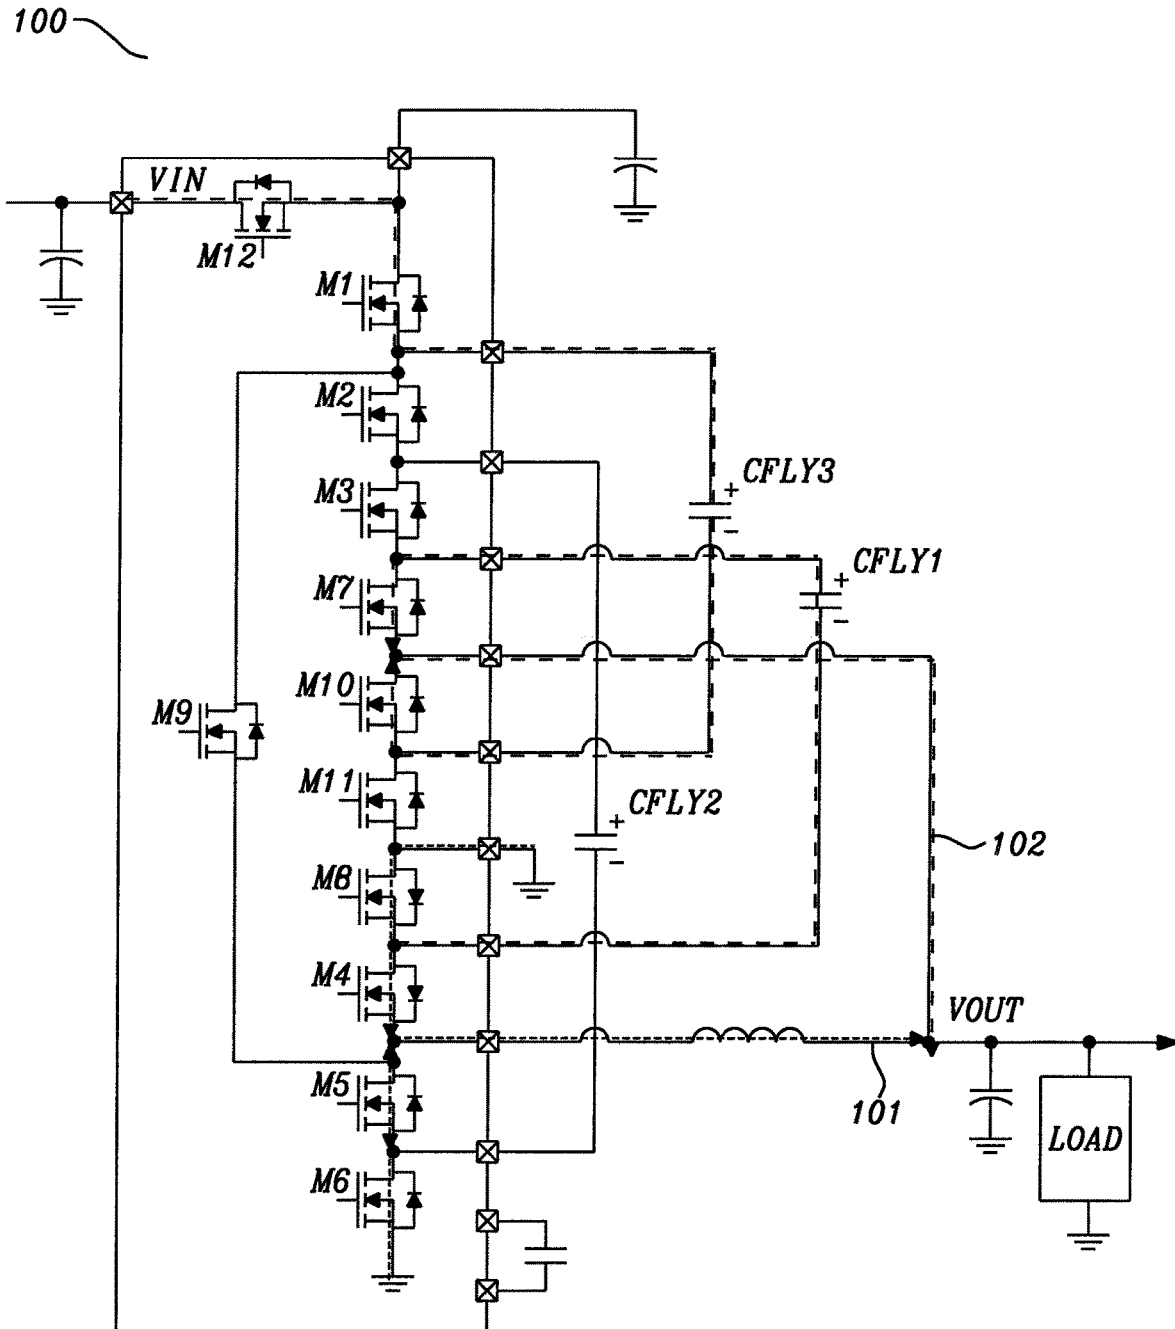 100
VIN
M12
M1
M2
M3
+ CFLY3
-
+ CFLY1
-
M7
M10
M9
M11
CFLY2
+
-
102
M8
M4
VOUT
M5
101
LOAD
M6